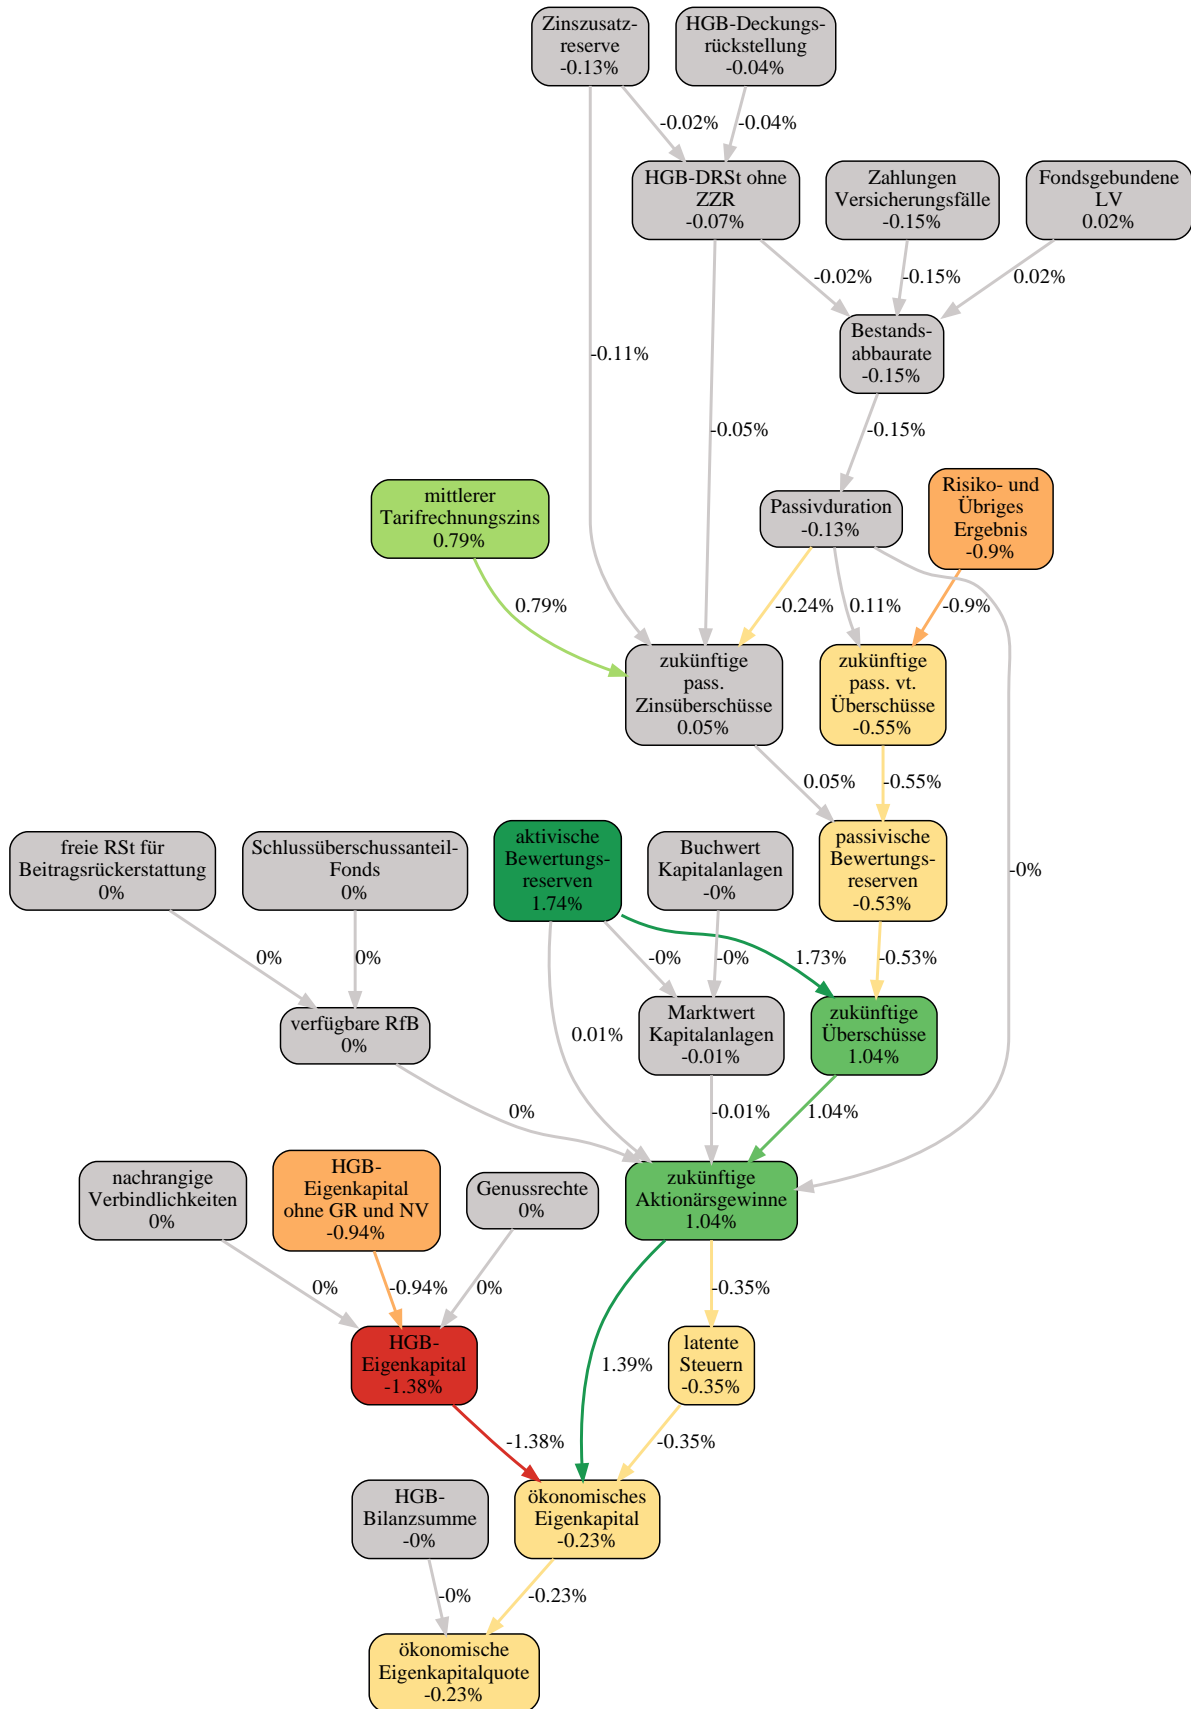 Zinszusatz-
reserve
-0.13%
HGB-Deckungs-
rückstellung
-0.04%
-0.02%
-0.04%
HGB-DRSt ohne
ZZR
-0.07%
Zahlungen
Versicherungsfälle
-0.15%
Fondsgebundene
LV
0.02%
-0.02%
-0.15%
0.02%
Bestands-
abbaurate
-0.15%
-0.11%
-0.05%
-0.15%
mittlerer
Tarifrechnungszins
0.79%
Passivduration
-0.13%
Risiko- und
Übriges
Ergebnis
-0.9%
0.79%
-0.24%
0.11%
-0.9%
zukünftige
pass.
Zinsüberschüsse
0.05%
zukünftige
pass. vt.
Überschüsse
-0.55%
0.05%
-0.55%
freie RSt für
Beitragsrückerstattung
0%
Schlussüberschussanteil-
Fonds
0%
aktivische
Bewertungs-
reserven
1.74%
Buchwert
Kapitalanlagen
-0%
passivische
Bewertungs-
reserven
-0.53%
-0%
0%
0%
-0%
-0%
1.73%
-0.53%
verfügbare RfB
0%
0.01%
Marktwert
Kapitalanlagen
-0.01%
zukünftige
Überschüsse
1.04%
0%
-0.01%
1.04%
nachrangige
Verbindlichkeiten
0%
HGB-
Eigenkapital
ohne GR und NV
-0.94%
Genussrechte
0%
zukünftige
Aktionärsgewinne
1.04%
0%
-0.94%
0%
-0.35%
HGB-
Eigenkapital
-1.38%
1.39%
latente
Steuern
-0.35%
-1.38%
-0.35%
HGB-
Bilanzsumme
-0%
ökonomisches
Eigenkapital
-0.23%
-0%
-0.23%
ökonomische
Eigenkapitalquote
-0.23%